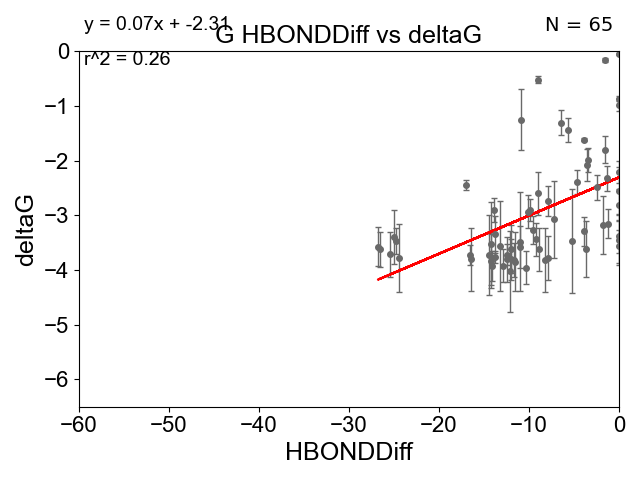 y = 0.07x + -2.31
N = 65
G HBONDDiff vs deltaG
r^2 = 0.26
0
−1
−2
−3
−4
−5
−6
deltaG
−60
−50
−40
−30
−20
−10
0
HBONDDiff